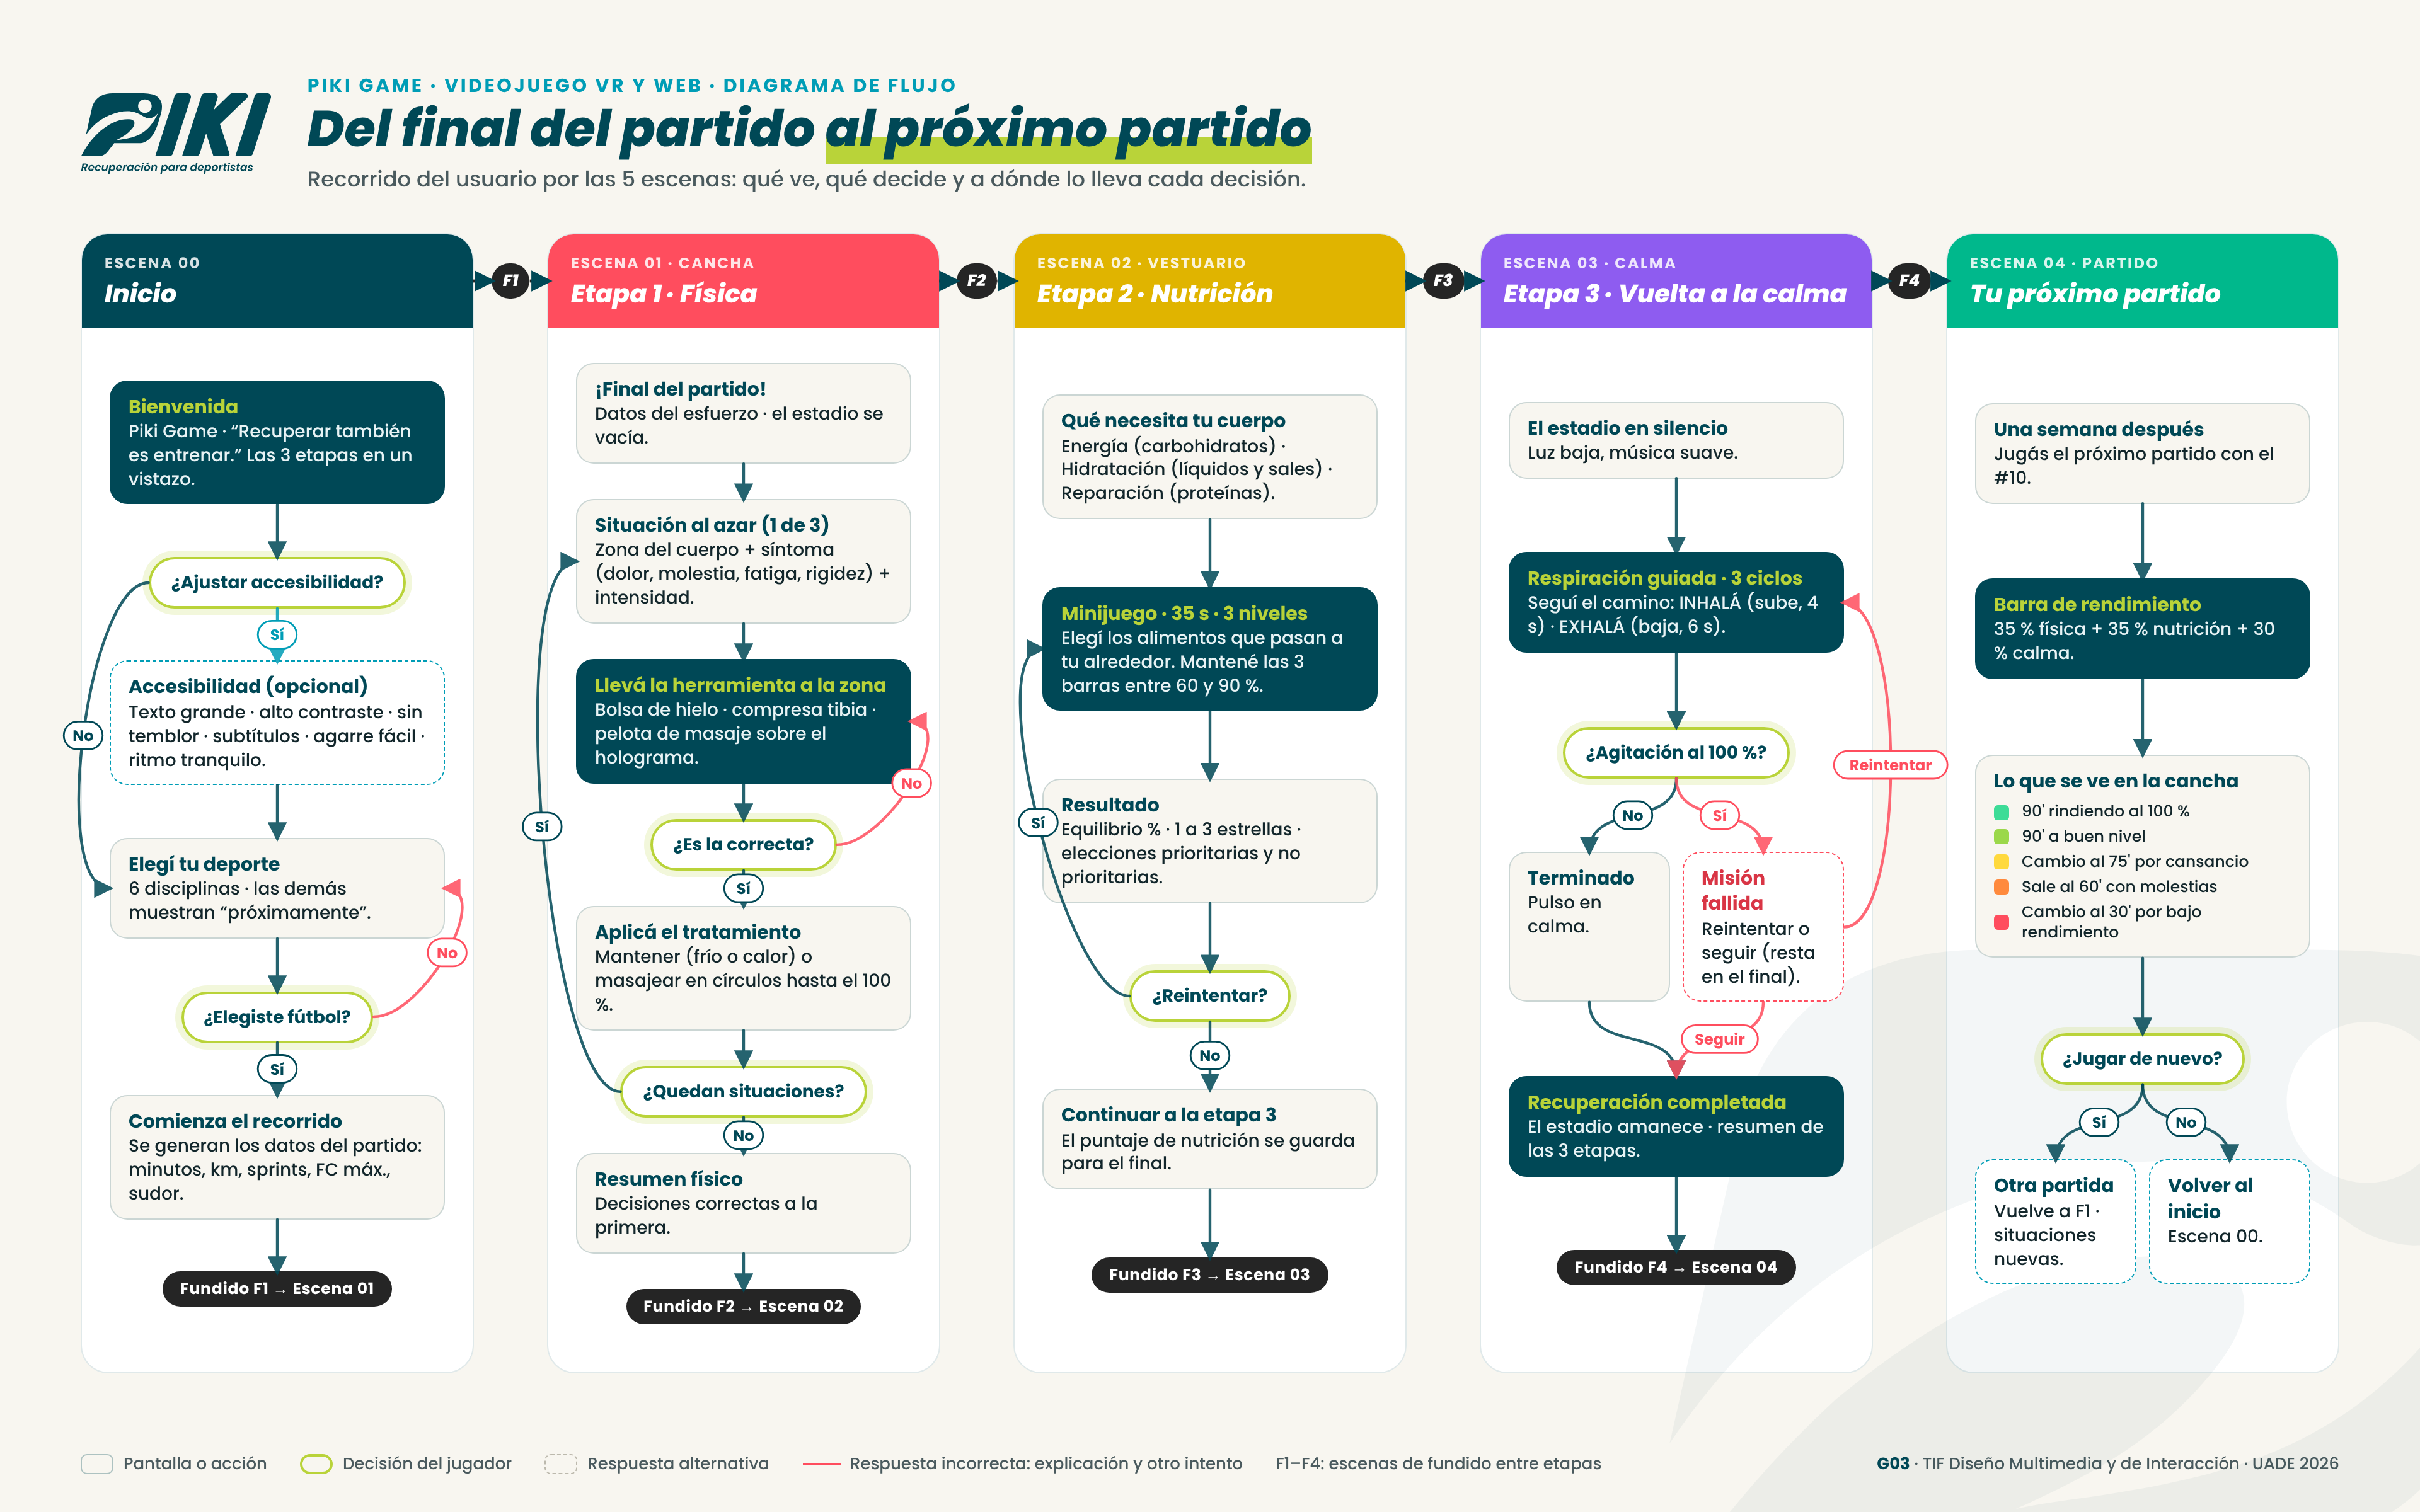 PIKI
Recuperación para deportistas
PIKI GAME · VIDEOJUEGO VR Y WEB · DIAGRAMA DE FLUJO
Del final del partido al próximo partido
Recorrido del usuario por las 5 escenas: qué ve, qué decide y a dónde lo lleva cada decisión.
ESCENA 00
Inicio
Bienvenida
Piki Game · “Recuperar también
es entrenar.” Las 3 etapas en un
vistazo.
¿Ajustar accesibilidad?
Sí
No
Accesibilidad (opcional)
Texto grande · alto contraste · sin
temblor · subtítulos · agarre fácil ·
ritmo tranquilo.
Elegí tu deporte
6 disciplinas · las demás
muestran “próximamente”.
No
¿Elegiste fútbol?
Sí
Comienza el recorrido
Se generan los datos del partido:
minutos, km, sprints, FC máx.,
sudor.
Fundido F1 → Escena 01
F1
ESCENA 01 · CANCHA
Etapa 1 · Física
¡Final del partido!
Datos del esfuerzo · el estadio se
vacía.
Situación al azar (1 de 3)
Zona del cuerpo + síntoma
(dolor, molestia, fatiga, rigidez) +
intensidad.
Llevá la herramienta a la zona
Bolsa de hielo · compresa tibia ·
pelota de masaje sobre el
holograma.
No
Sí
¿Es la correcta?
Sí
Aplicá el tratamiento
Mantener (frío o calor) o
masajear en círculos hasta el 100
%.
¿Quedan situaciones?
No
Resumen físico
Decisiones correctas a la
primera.
Fundido F2 → Escena 02
F2
ESCENA 02 · VESTUARIO
Etapa 2 · Nutrición
Qué necesita tu cuerpo
Energía (carbohidratos) ·
Hidratación (líquidos y sales) ·
Reparación (proteínas).
Minijuego · 35 s · 3 niveles
Elegí los alimentos que pasan a
tu alrededor. Mantené las 3
barras entre 60 y 90 %.
Sí
Resultado
Equilibrio % · 1 a 3 estrellas ·
elecciones prioritarias y no
prioritarias.
¿Reintentar?
No
Continuar a la etapa 3
El puntaje de nutrición se guarda
para el final.
Fundido F3 → Escena 03
F3
ESCENA 03 · CALMA
Etapa 3 · Vuelta a la calma
El estadio en silencio
Luz baja, música suave.
Respiración guiada · 3 ciclos
Seguí el camino: INHALÁ (sube, 4
s) · EXHALÁ (baja, 6 s).
¿Agitación al 100 %?
Reintentar
No
Sí
Terminado
Pulso en
calma.
Misión
fallida
Reintentar o
seguir (resta
en el final).
Seguir
Recuperación completada
El estadio amanece · resumen de
las 3 etapas.
Fundido F4 → Escena 04
F4
ESCENA 04 · PARTIDO
Tu próximo partido
Una semana después
Jugás el próximo partido con el
#10.
Barra de rendimiento
35 % física + 35 % nutrición + 30
% calma.
Lo que se ve en la cancha
90' rindiendo al 100 %
90' a buen nivel
Cambio al 75' por cansancio
Sale al 60' con molestias
Cambio al 30' por bajo
rendimiento
¿Jugar de nuevo?
Sí
No
Otra partida
Vuelve a F1 ·
situaciones
nuevas.
Volver al
inicio
Escena 00.
Pantalla o acción
Decisión del jugador
Respuesta alternativa
Respuesta incorrecta: explicación y otro intento
F1–F4: escenas de fundido entre etapas
G03 · TIF Diseño Multimedia y de Interacción · UADE 2026